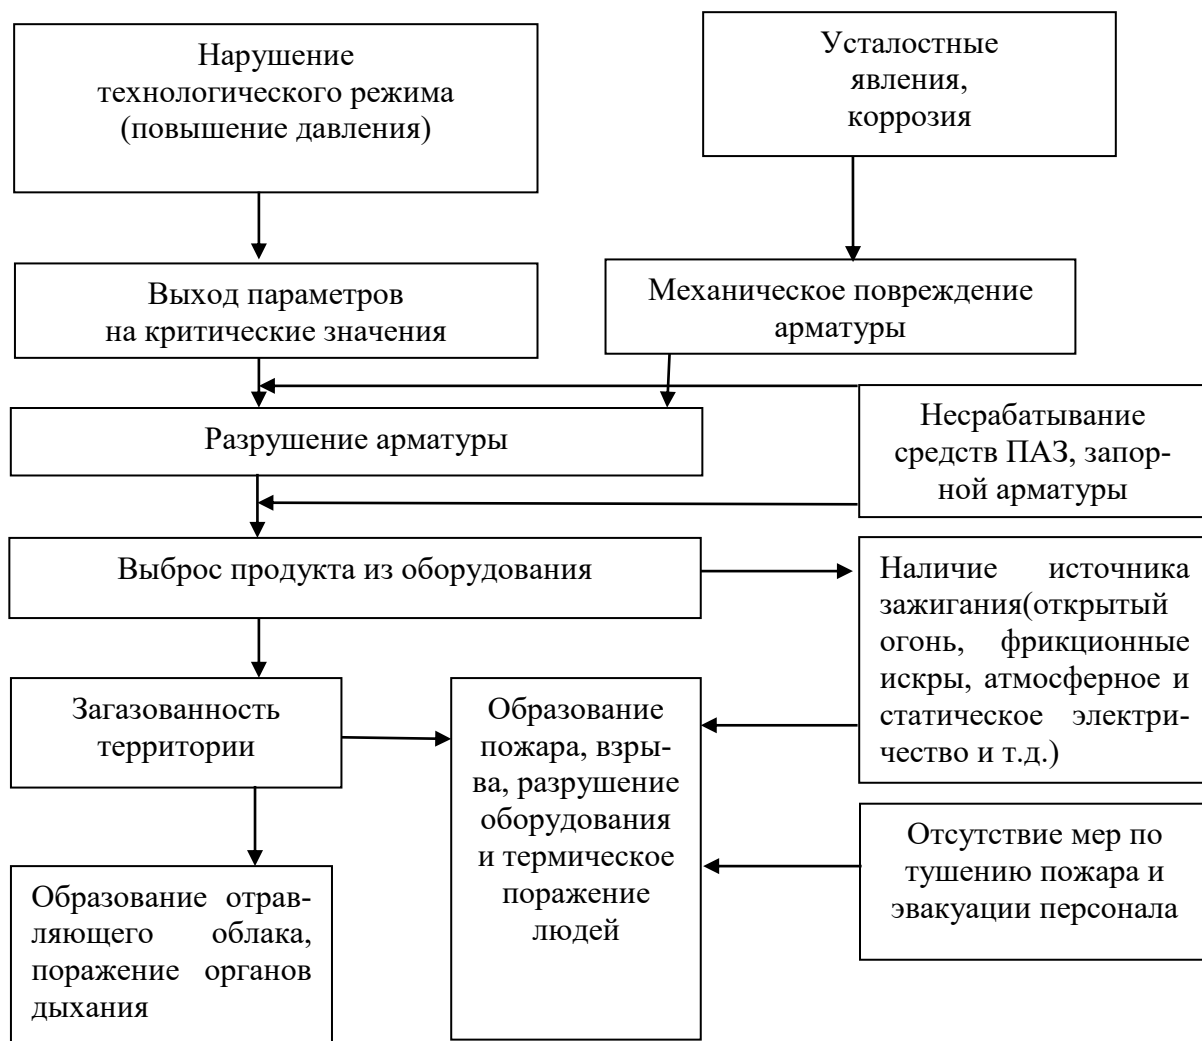 Нарушение
технологического режима
(повышение давления)
Усталостные
явления,
коррозия
Выход параметров
на критические значения
Механическое повреждение
арматуры
Разрушение арматуры
Несрабатывание
средств ПАЗ, запор-
ной арматуры
Выброс продукта из оборудования
Наличие источника
зажигания(открытый
огонь, фрикционные
искры, атмосферное и
статическое электри-
чество и т.д.)
Загазованность
территории
Образование
пожара, взры-
ва, разрушение
оборудования
и термическое
поражение
людей
Отсутствие мер по
тушению пожара и
эвакуации персонала
Образование отрав-
ляющего облака,
поражение органов
дыхания